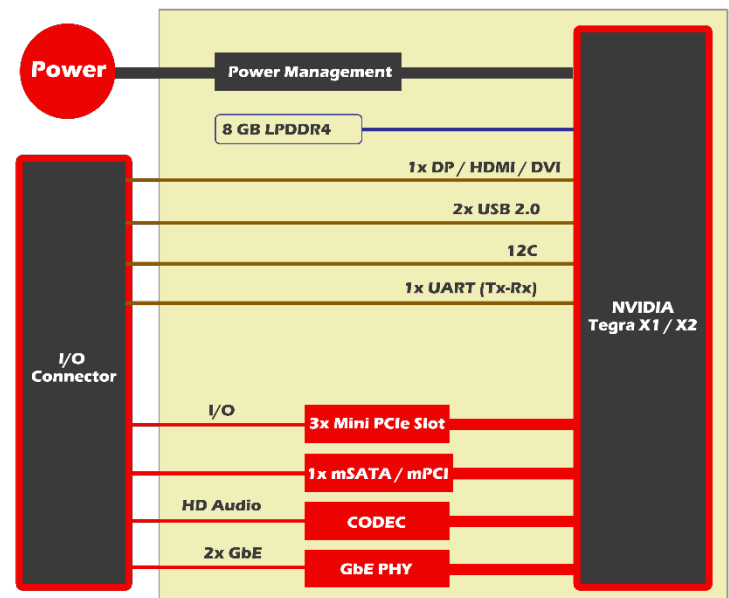 Power
Power Management
8 GB LPDDR4
1x DP / HDMI / DVI
2x USB 2.0
12C
1x UART (Tx-Rx)
NVIDIA
Tegra X1 / X2
I/O
Connector
I/O
3x Mini PCIe Slot
1x mSATA / mPCI
HD Audio
CODEC
2x GbE
GbE PHY